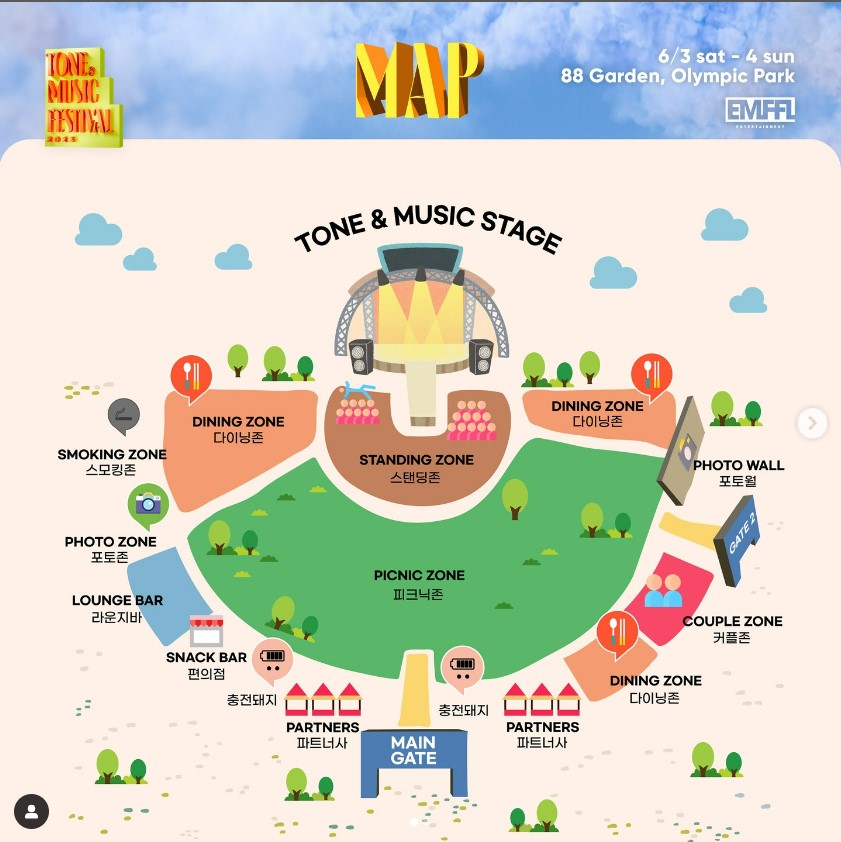 TONE &
MUSIC
FESTIVAL
2023
MAP
6/3 sat - 4 sun
88 Garden, Olympic Park
EMFFL
ENTERTAINMENT
TONE & MUSIC STAGE
DINING ZONE
다이닝존
DINING ZONE
다이닝존
SMOKING ZONE
스모킹존
STANDING ZONE
스탠딩존
PHOTO WALL
포토월
PHOTO ZONE
포토존
GATE 2
PICNIC ZONE
피크닉존
LOUNGE BAR
라운지바
COUPLE ZONE
커플존
SNACK BAR
편의점
DINING ZONE
다이닝존
충전돼지
충전돼지
PARTNERS
파트너사
PARTNERS
파트너사
MAIN
GATE